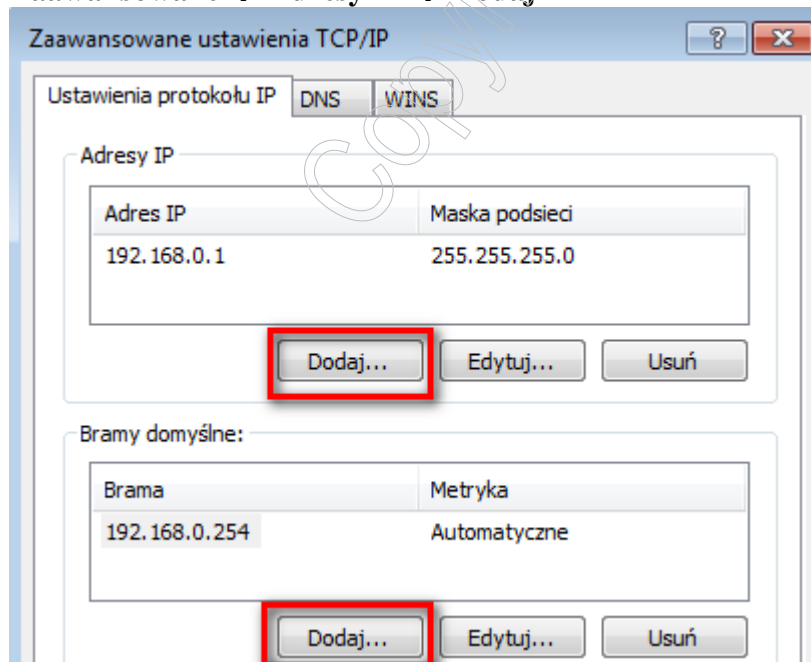 Zaawansowane ustawienia TCP/IP
Ustawienia protokołu IP DNS WINS
Adresy IP
Adres IP Maska podsieci
192.168.0.1 255.255.255.0
Dodaj... Edytuj... Usuń
Bramy domyślne:
Brama Metryka
192.168.0.254 Automatyczne
Dodaj... Edytuj... Usuń